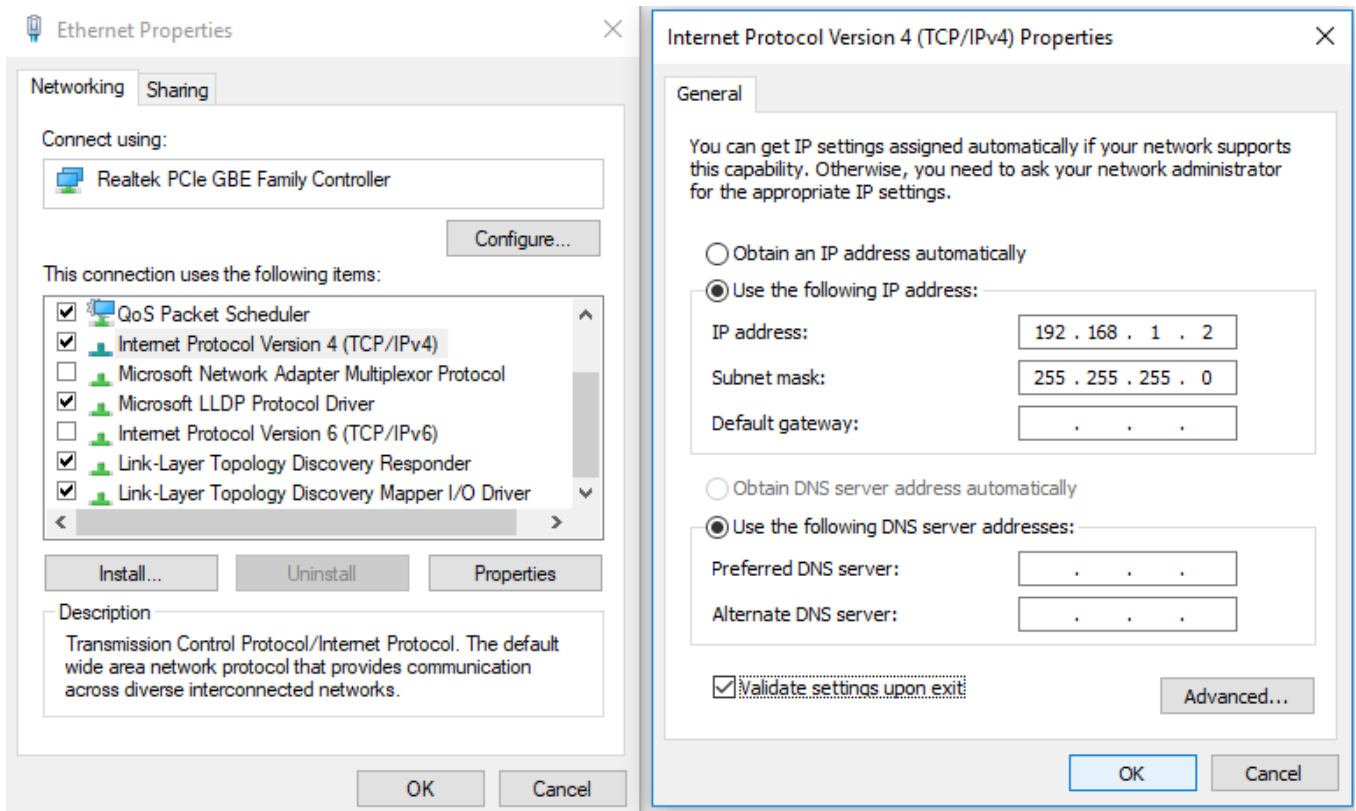 Ethernet Properties
Networking
Sharing
Connect using:
Realtek PCIe GBE Family Controller
Configure...
This connection uses the following items:
QoS Packet Scheduler
Internet Protocol Version 4 (TCP/IPv4)
Microsoft Network Adapter Multiplexor Protocol
Microsoft LLDP Protocol Driver
Internet Protocol Version 6 (TCP/IPv6)
Link-Layer Topology Discovery Responder
Link-Layer Topology Discovery Mapper I/O Driver
Install...
Uninstall
Properties
Description
Transmission Control Protocol/Internet Protocol. The default
wide area network protocol that provides communication
across diverse interconnected networks.
OK
Cancel
Internet Protocol Version 4 (TCP/IPv4) Properties
General
You can get IP settings assigned automatically if your network supports
this capability. Otherwise, you need to ask your network administrator
for the appropriate IP settings.
Obtain an IP address automatically
Use the following IP address:
IP address: 192 . 168 . 1 . 2
Subnet mask: 255 . 255 . 255 . 0
Default gateway: . . .
Obtain DNS server address automatically
Use the following DNS server addresses:
Preferred DNS server: . . .
Alternate DNS server: . . .
Validate settings upon exit
Advanced...
OK
Cancel